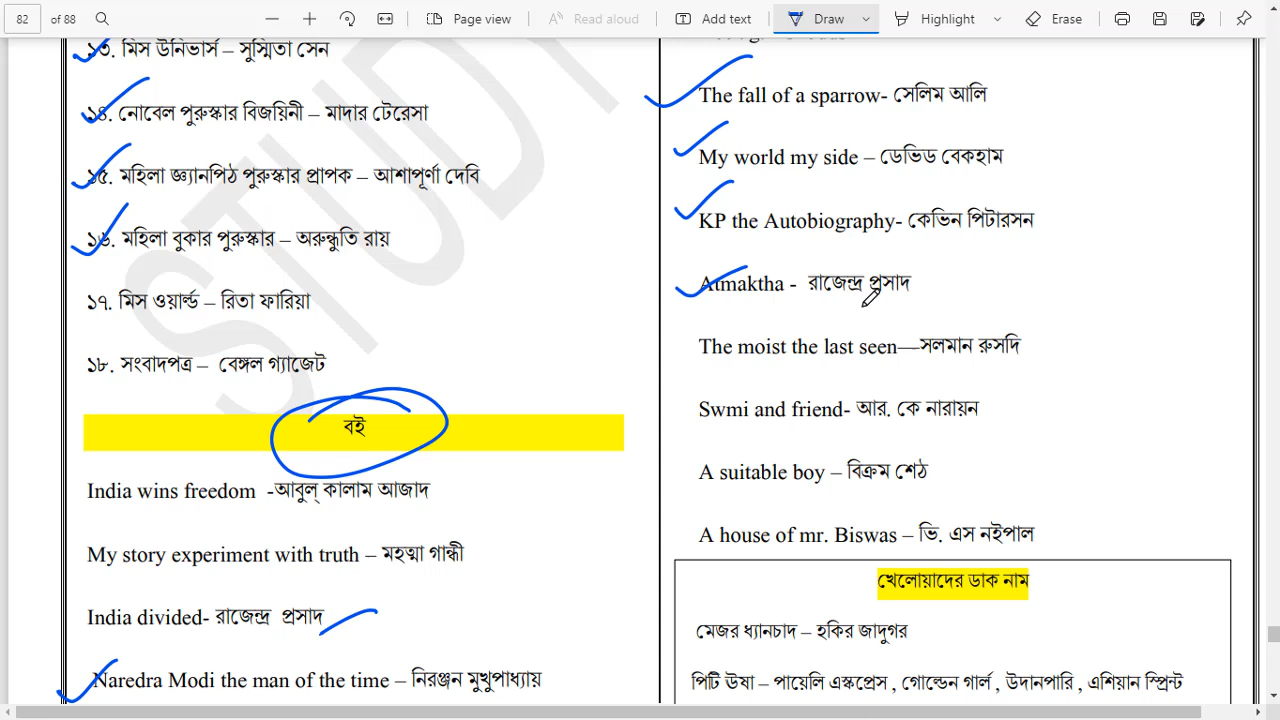 82 of 88 Page view Read aloud Add text Draw Highlight Erase
১৩. মিস উনিভার্স – সুস্মিতা সেন
১৪. নোবেল পুরুস্কার বিজয়িনী – মাদার টেরেসা
১৫. মহিলা জ্ঞ্যানপিঠ পুরুস্কার প্রাপক – আশাপূর্ণা দেবি
১৬. মহিলা বুকার পুরুস্কার – অরুন্ধুতি রায়
১৭. মিস ওয়ার্ল্ড – রিতা ফারিয়া
১৮. সংবাদপত্র – বেঙ্গল গ্যাজেট
বই
India wins freedom -আবুল্ কালাম আজাদ
My story experiment with truth – মহত্মা গান্ধী
India divided- রাজেন্দ্র প্রসাদ
Naredra Modi the man of the time – নিরঞ্জন মুখুপাধ্যায়
The fall of a sparrow- সেলিম আলি
My world my side – ডেভিড বেকহাম
KP the Autobiography- কেভিন পিটারসন
Atmaktha - রাজেন্দ্র প্রসাদ
The moist the last seen—সলমান রুসদি
Swmi and friend- আর. কে নারায়ন
A suitable boy – বিক্রম শেঠ
A house of mr. Biswas – ভি. এস নইপাল
খেলোয়াদের ডাক নাম
মেজর ধ্যানচাদ – হকির জাদুগর
পিটি ঊষা – পায়েলি এস্কপ্রেস , গোল্ডেন গার্ল , উদানপারি , এশিয়ান স্প্রিন্ট
STUDY